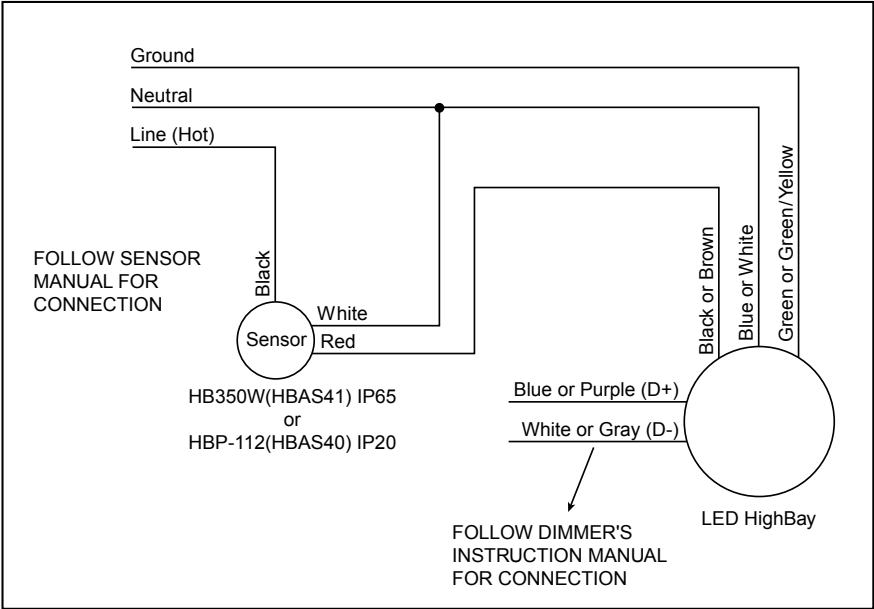 Ground
Neutral
Line (Hot)
FOLLOW SENSOR
MANUAL FOR
CONNECTION
Black
White
Sensor
Red
HB350W(HBAS41) IP65
or
HBP-112(HBAS40) IP20
Black or Brown
Blue or White
Green or Green/Yellow
Blue or Purple (D+)
White or Gray (D-)
LED HighBay
FOLLOW DIMMER'S
INSTRUCTION MANUAL
FOR CONNECTION